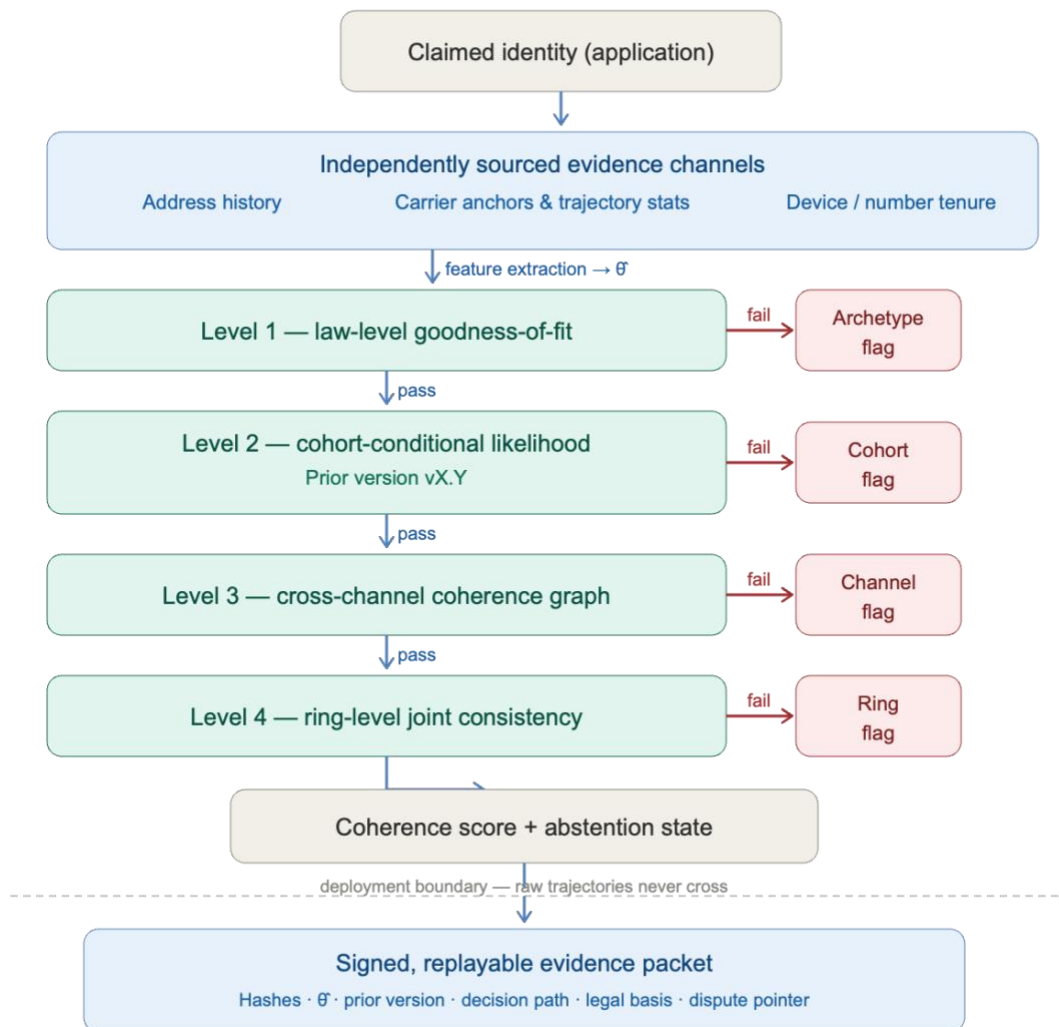 Claimed identity (application)
Independently sourced evidence channels
Address history
Carrier anchors & trajectory stats
Device / number tenure
feature extraction → θ̂
Level 1 — law-level goodness-of-fit
fail
Archetype
flag
pass
Level 2 — cohort-conditional likelihood
Prior version vX.Y
fail
Cohort
flag
pass
Level 3 — cross-channel coherence graph
fail
Channel
flag
pass
Level 4 — ring-level joint consistency
fail
Ring
flag
Coherence score + abstention state
deployment boundary — raw trajectories never cross
Signed, replayable evidence packet
Hashes · θ̂ · prior version · decision path · legal basis · dispute pointer